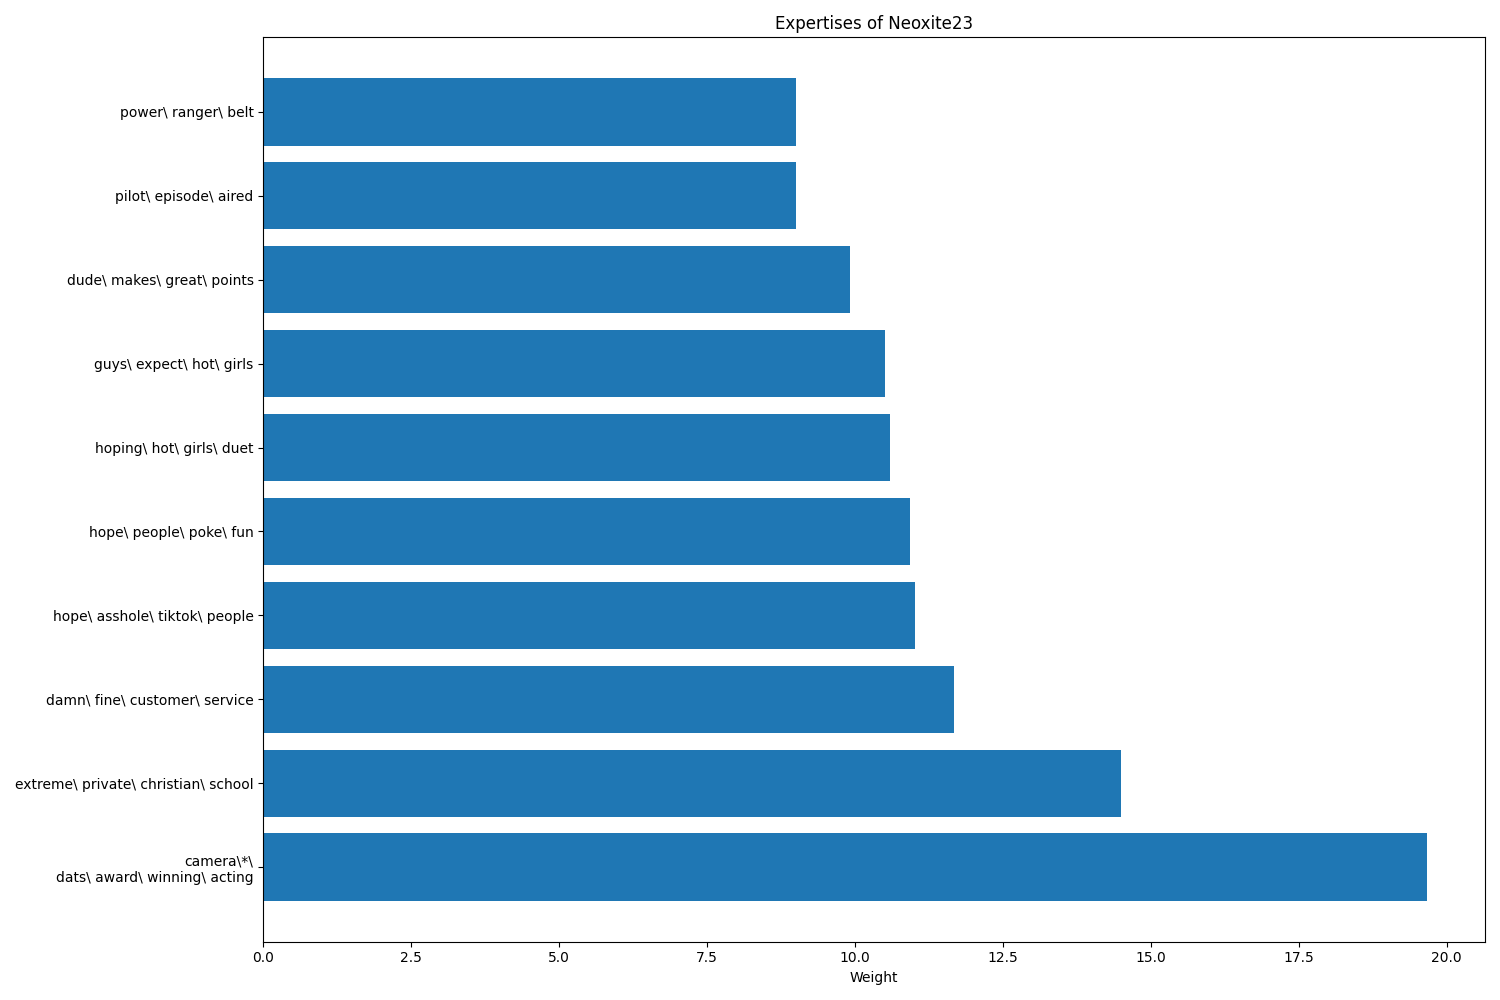 Expertises of Neoxite23
power\ ranger\ belt
pilot\ episode\ aired
dude\ makes\ great\ points
guys\ expect\ hot\ girls
hoping\ hot\ girls\ duet
hope\ people\ poke\ fun
hope\ asshole\ tiktok\ people
damn\ fine\ customer\ service
extreme\ private\ christian\ school
camera\*\
dats\ award\ winning\ acting
0.0 2.5 5.0 7.5 10.0 12.5 15.0 17.5 20.0
Weight